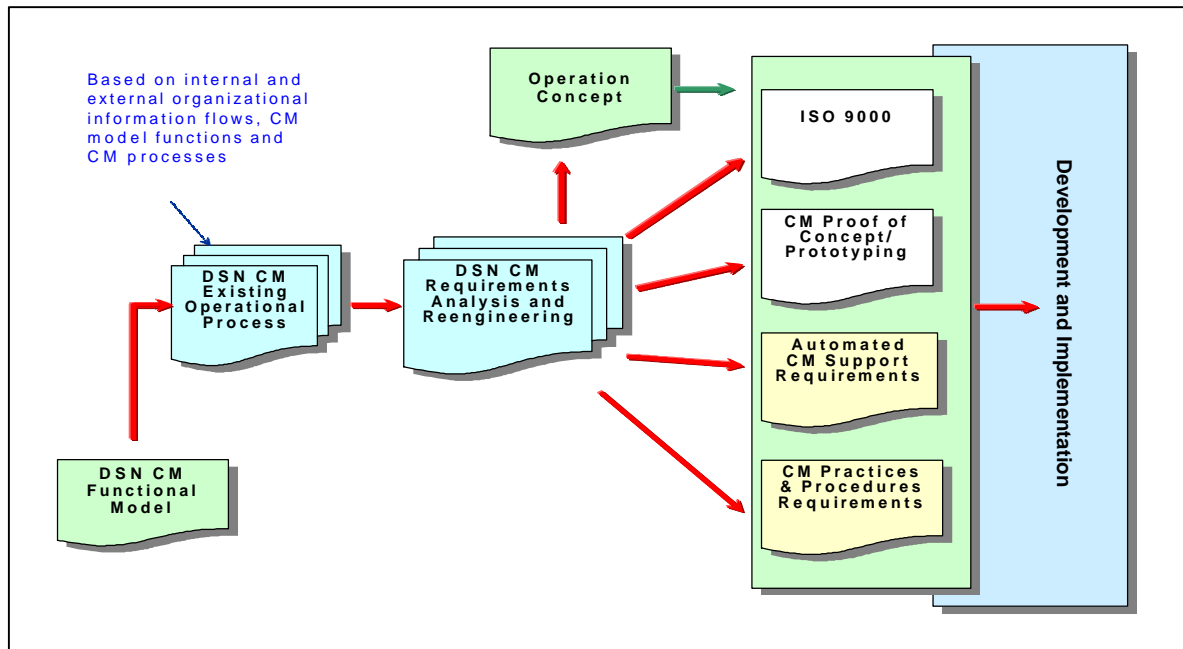 Based on internal and
external organizational
information flows, CM
model functions and
CM processes
DSN CM
Functional
Model
DSN CM
Existing
Operational
Process
DSN CM
Requirements
Analysis and
Reengineering
Operation
Concept
ISO 9000
CM Proof of
Concept/
Prototyping
Automated
CM Support
Requirements
CM Practices
& Procedures
Requirements
Development and Implementation